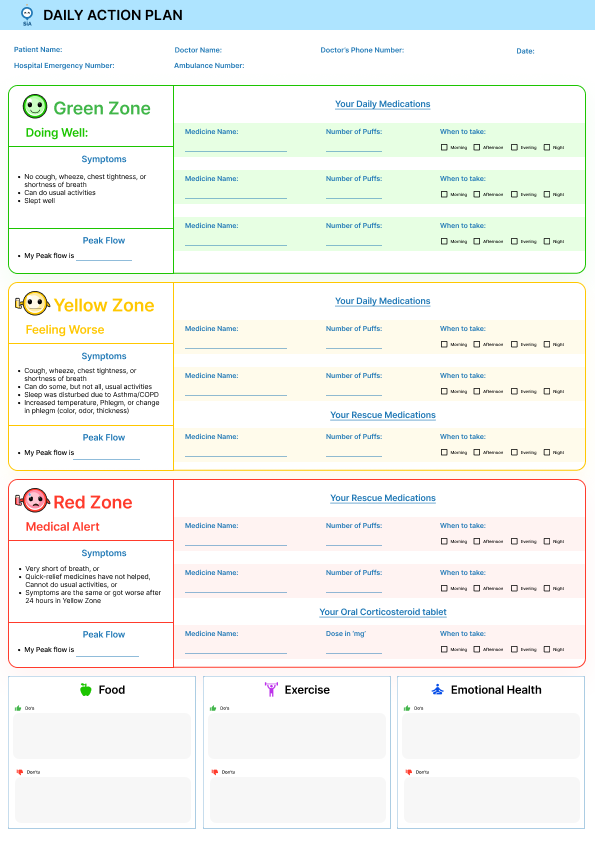 SIA
DAILY ACTION PLAN
Patient Name: Doctor Name: Doctor's Phone Number: Date:
Hospital Emergency Number: Ambulance Number:
Green Zone
Doing Well:
Symptoms
• No cough, wheeze, chest tightness, or
shortness of breath
• Can do usual activities
• Slept well
Peak Flow
• My Peak flow is
Your Daily Medications
Medicine Name: Number of Puffs: When to take:
Morning Afternoon Evening Night
Medicine Name: Number of Puffs: When to take:
Morning Afternoon Evening Night
Medicine Name: Number of Puffs: When to take:
Morning Afternoon Evening Night
Yellow Zone
Feeling Worse
Symptoms
• Cough, wheeze, chest tightness, or
shortness of breath
• Can do some, but not all, usual activities
• Sleep was disturbed due to Asthma/COPD
• Increased temperature, Phlegm, or change
in phlegm (color, odor, thickness)
Peak Flow
• My Peak flow is
Your Daily Medications
Medicine Name: Number of Puffs: When to take:
Morning Afternoon Evening Night
Medicine Name: Number of Puffs: When to take:
Morning Afternoon Evening Night
Your Rescue Medications
Medicine Name: Number of Puffs: When to take:
Morning Afternoon Evening Night
Red Zone
Medical Alert
Symptoms
• Very short of breath, or
• Quick-relief medicines have not helped,
Cannot do usual activities, or
• Symptoms are the same or got worse after
24 hours in Yellow Zone
Peak Flow
• My Peak flow is
Your Rescue Medications
Medicine Name: Number of Puffs: When to take:
Morning Afternoon Evening Night
Medicine Name: Number of Puffs: When to take:
Morning Afternoon Evening Night
Your Oral Corticosteroid tablet
Medicine Name: Dose in 'mg' When to take:
Morning Afternoon Evening Night
Food
Do's
Don'ts
Exercise
Do's
Don'ts
Emotional Health
Do's
Don'ts